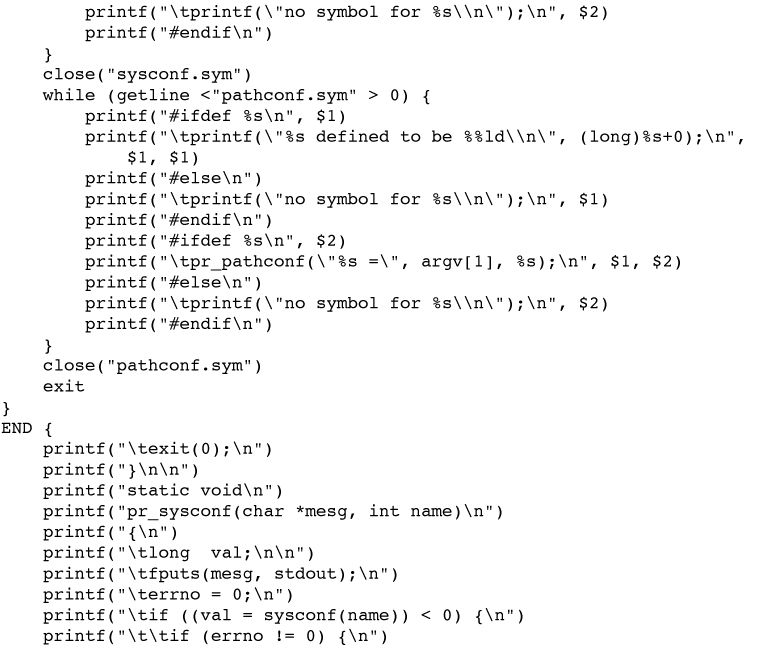 printf("\tprintf(\"no symbol for %s\\n\");\n", $2)
        printf("#endif\n")
    }
    close("sysconf.sym")
    while (getline <"pathconf.sym" > 0) {
        printf("#ifdef %s\n", $1)
        printf("\tprintf(\"%s defined to be %%ld\\n\", (long)%s+0);\n",
            $1, $1)
        printf("#else\n")
        printf("\tprintf(\"no symbol for %s\\n\");\n", $1)
        printf("#endif\n")
        printf("#ifdef %s\n", $2)
        printf("\tpr_pathconf(\"%s =\", argv[1], %s);\n", $1, $2)
        printf("#else\n")
        printf("\tprintf(\"no symbol for %s\\n\");\n", $2)
        printf("#endif\n")
    }
    close("pathconf.sym")
    exit
}
END {
    printf("\texit(0);\n")
    printf("}\n\n")
    printf("static void\n")
    printf("pr_sysconf(char *mesg, int name)\n")
    printf("{\n")
    printf("\tlong  val;\n\n")
    printf("\tfputs(mesg, stdout);\n")
    printf("\terrno = 0;\n")
    printf("\tif ((val = sysconf(name)) < 0) {\n")
    printf("\t\tif (errno != 0) {\n")